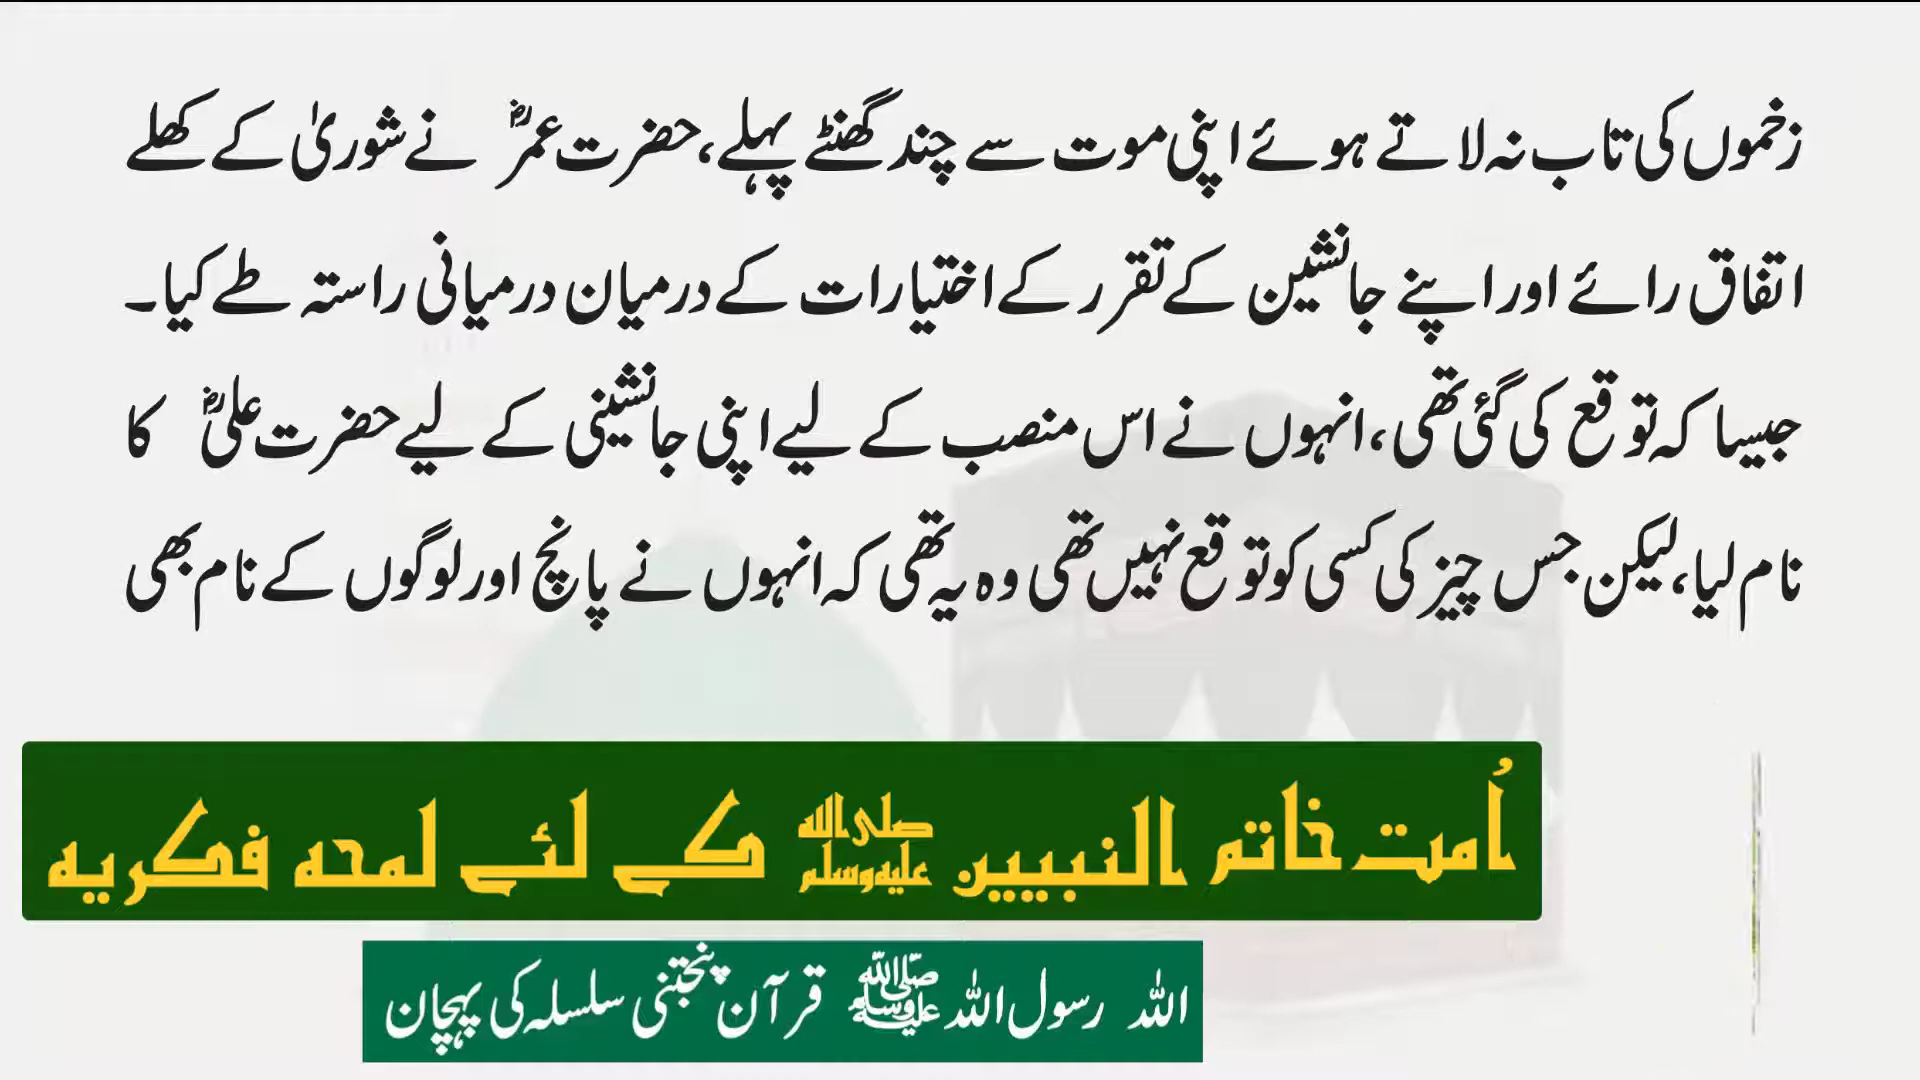 زخموں کی تاب نہ لاتے ہوئے اپنی موت سے چند گھنٹے پہلے، حضرت عمرؓ نے شوریٰ کے کھلے
اتفاق رائے اور اپنے جانشین کے تقرر کے اختیارات کے درمیان درمیانی راستہ طے کیا۔
جیسا کہ توقع کی گئی تھی، انہوں نے اس منصب کے لیے اپنی جانشینی کے لیے حضرت علیؓ کا
نام لیا، لیکن جس چیز کی کسی کو توقع نہیں تھی وہ یہ تھی کہ انہوں نے پانچ اور لوگوں کے نام بھی
اُمت خاتم النبیین صلی اللہ علیہ وسلم کے لئے لمحہ فکریہ
اللہ رسول اللہ ﷺ قرآن پنجتنی سلسلہ کی پہچان